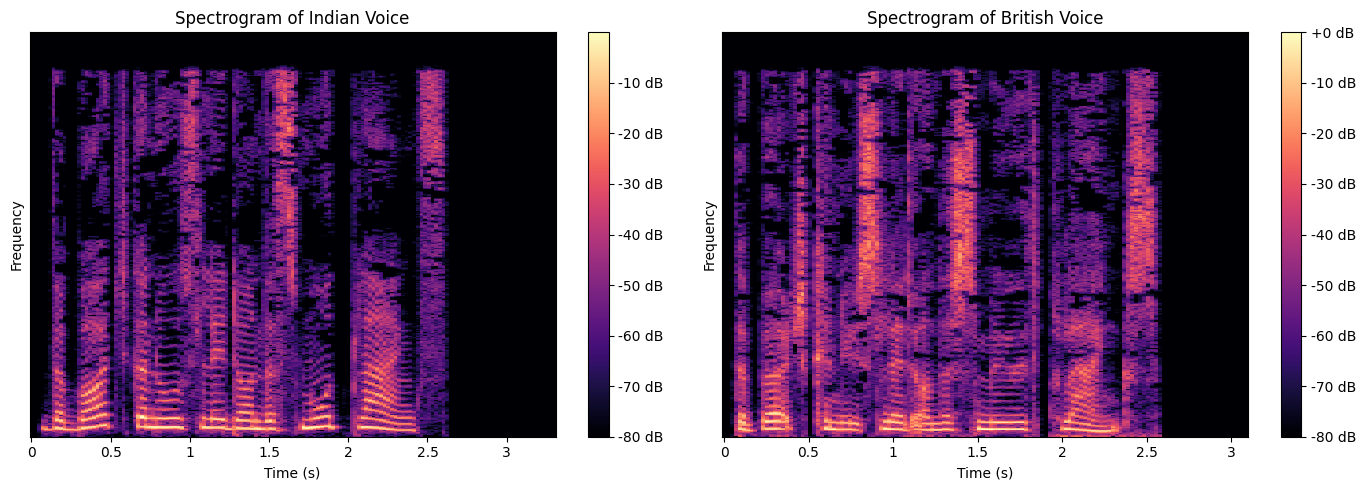 Spectrogram of Indian Voice
Frequency
-10 dB
-20 dB
-30 dB
-40 dB
-50 dB
-60 dB
-70 dB
-80 dB
0 0.5 1 1.5 2 2.5 3
Time (s)
Spectrogram of British Voice
Frequency
+0 dB
-10 dB
-20 dB
-30 dB
-40 dB
-50 dB
-60 dB
-70 dB
-80 dB
0 0.5 1 1.5 2 2.5 3
Time (s)